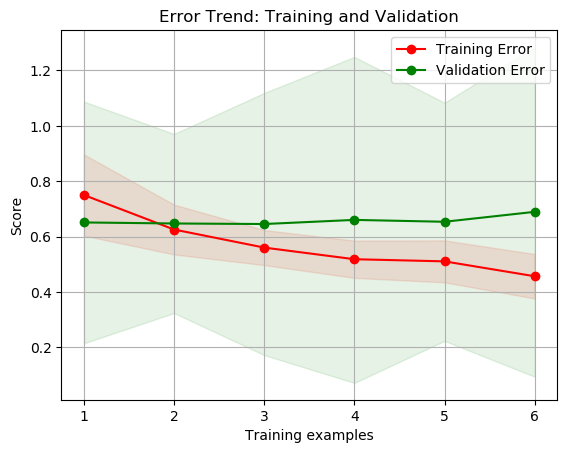 Error Trend: Training and Validation
Training Error
Validation Error
1.2
1.0
0.8
0.6
0.4
0.2
Score
1 2 3 4 5 6
Training examples